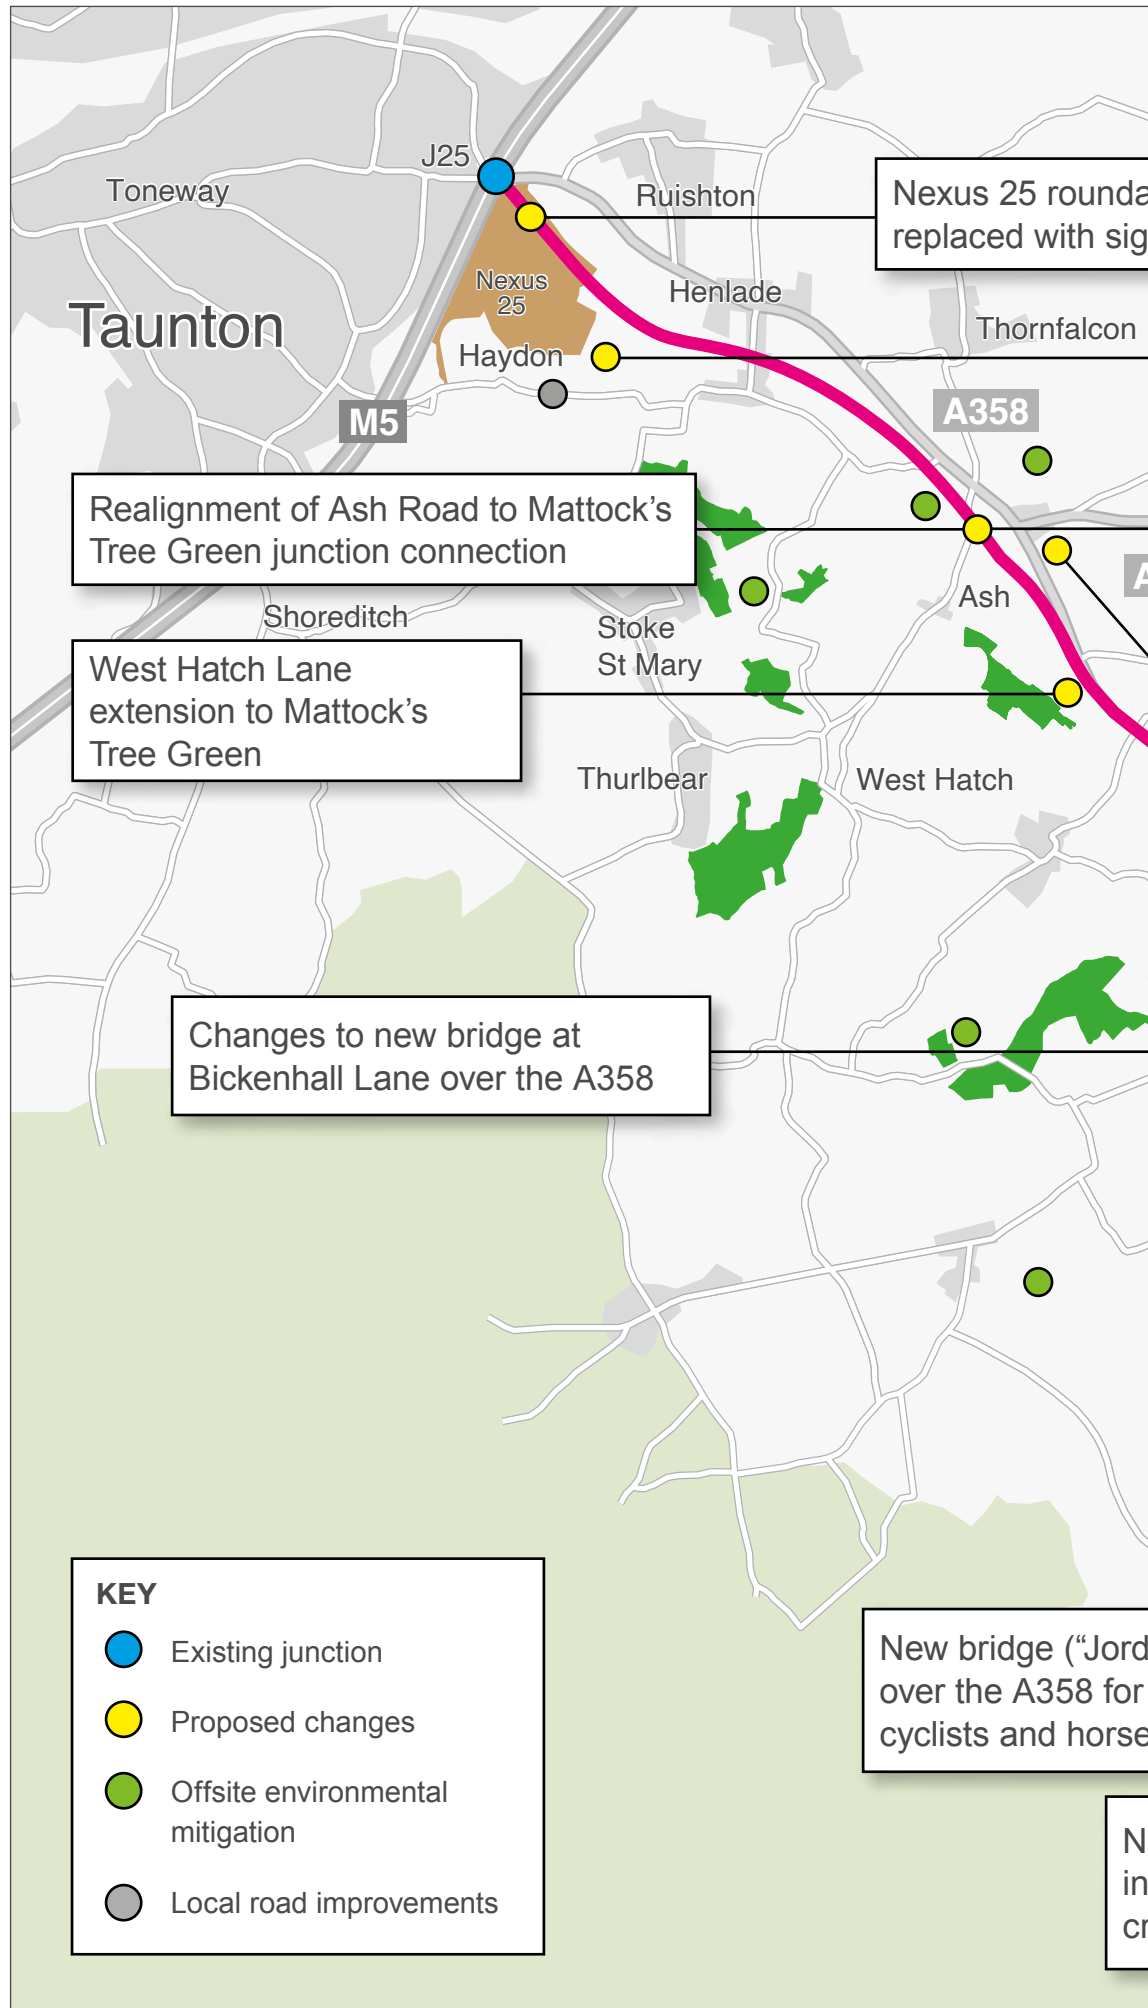 J25
Toneway
Ruishton
Nexus 25
replaced with
Nexus
25
Henlade
Taunton
Thornfalcon
Haydon
M5
A358
Realignment of Ash Road to Mattock’s
Tree Green junction connection
A
Ash
Shoreditch
Stoke
St Mary
West Hatch Lane
extension to Mattock’s
Tree Green
Thurlbear
West Hatch
Changes to new bridge at
Bickenhall Lane over the A358
KEY
Existing junction
Proposed changes
Offsite environmental
mitigation
Local road improvements
New bridge (“Jord
over the A358 for
cyclists and horse